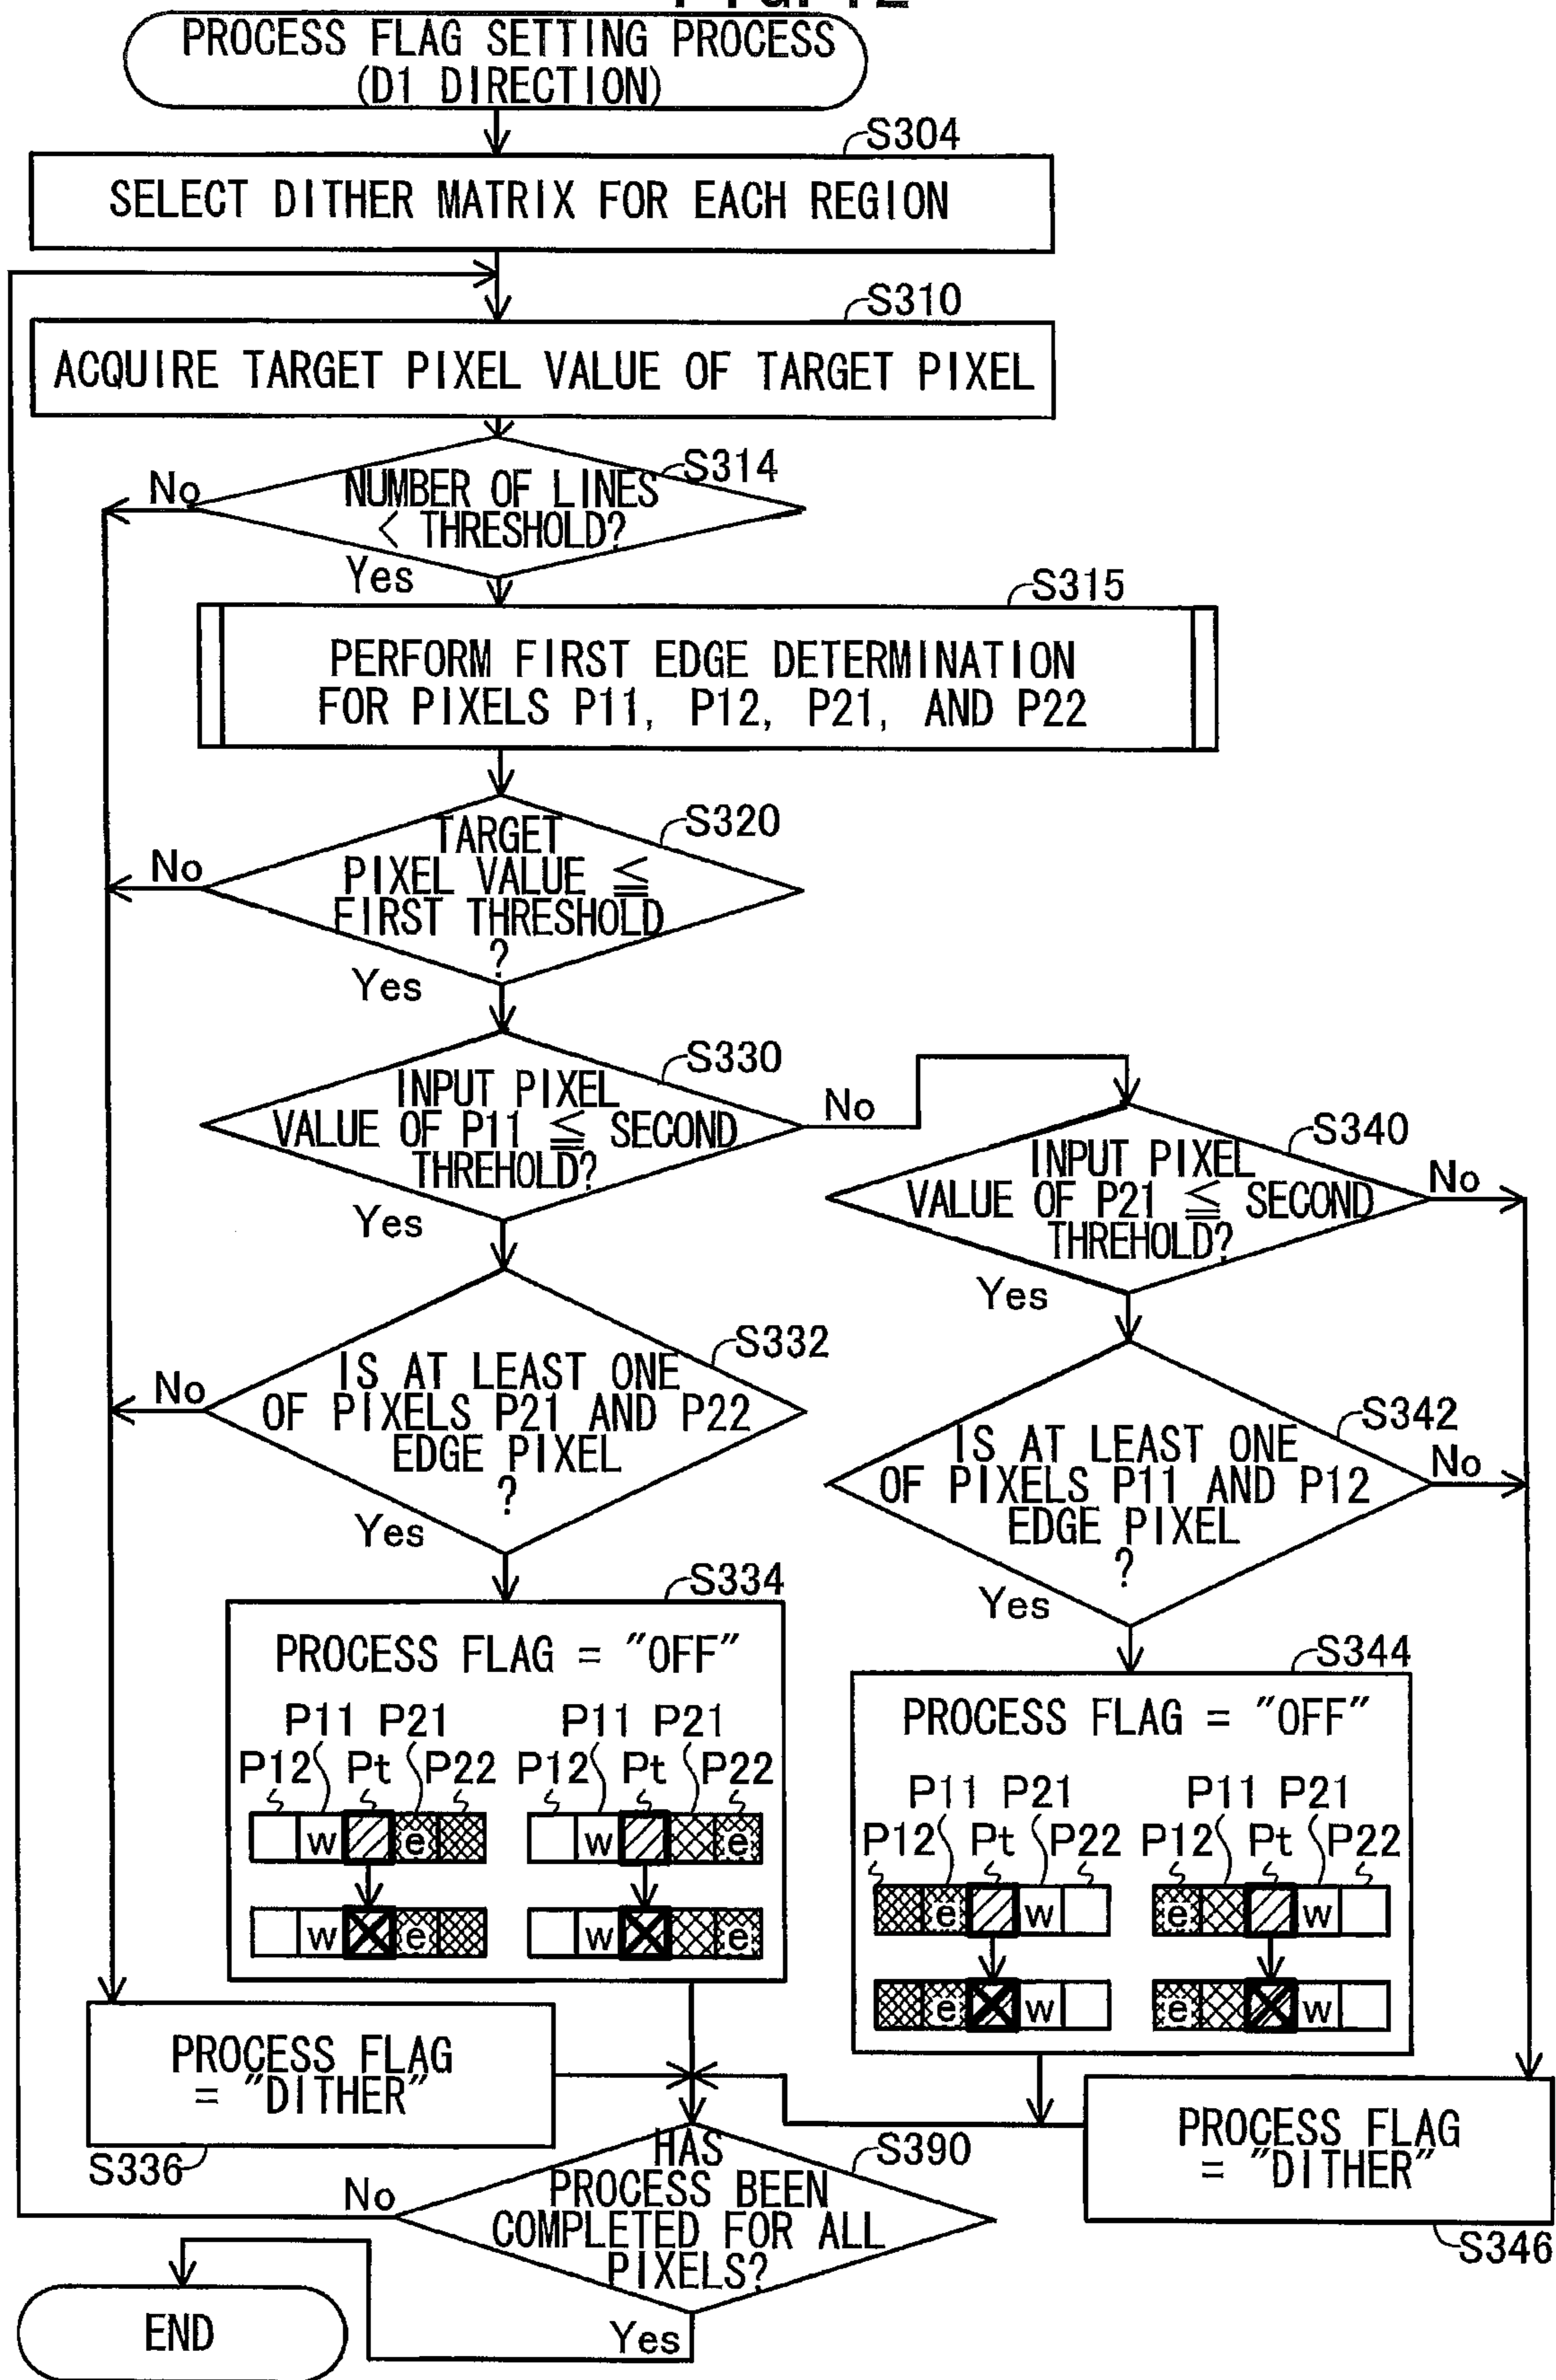 PROCESS FLAG SETTING PROCESS
(D1 DIRECTION)
S304
SELECT DITHER MATRIX FOR EACH REGION
S310
ACQUIRE TARGET PIXEL VALUE OF TARGET PIXEL
S314
No
NUMBER OF LINES
< THRESHOLD?
Yes
S315
PERFORM FIRST EDGE DETERMINATION
FOR PIXELS P11, P12, P21, AND P22
S320
No
TARGET
PIXEL VALUE ≦
FIRST THRESHOLD
?
Yes
S330
INPUT PIXEL
VALUE OF P11 ≦ SECOND
THREHOLD?
No
Yes
S340
INPUT PIXEL
VALUE OF P21 ≦ SECOND
THREHOLD?
No
Yes
S332
No
IS AT LEAST ONE
OF PIXELS P21 AND P22
EDGE PIXEL
?
Yes
S342
IS AT LEAST ONE
OF PIXELS P11 AND P12
EDGE PIXEL
?
No
Yes
S334
PROCESS FLAG = "OFF"
P11 P21 P11 P21
P12 Pt P22 P12 Pt P22
w e w e
w e w e
S344
PROCESS FLAG = "OFF"
P11 P21 P11 P21
P12 Pt P22 P12 Pt P22
e w e w
e w e w
PROCESS FLAG
= "DITHER"
S336
PROCESS FLAG
= "DITHER"
S346
S390
HAS
PROCESS BEEN
COMPLETED FOR ALL
PIXELS?
No
Yes
END